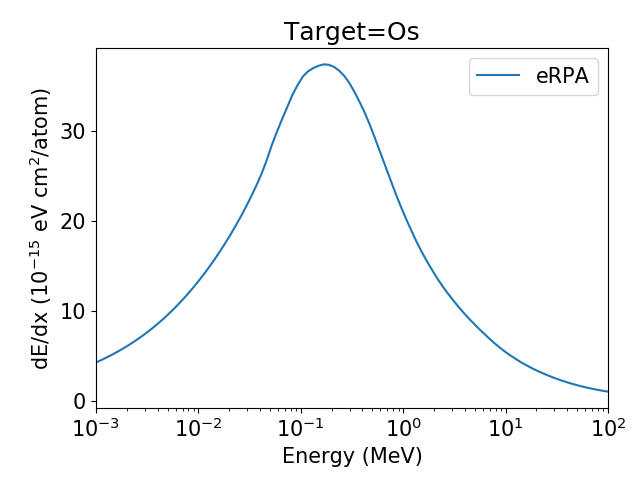 Target=Os
eRPA
dE/dx (10⁻¹⁵ eV cm²/atom)
30
20
10
0
10⁻³ 10⁻² 10⁻¹ 10⁰ 10¹ 10²
Energy (MeV)